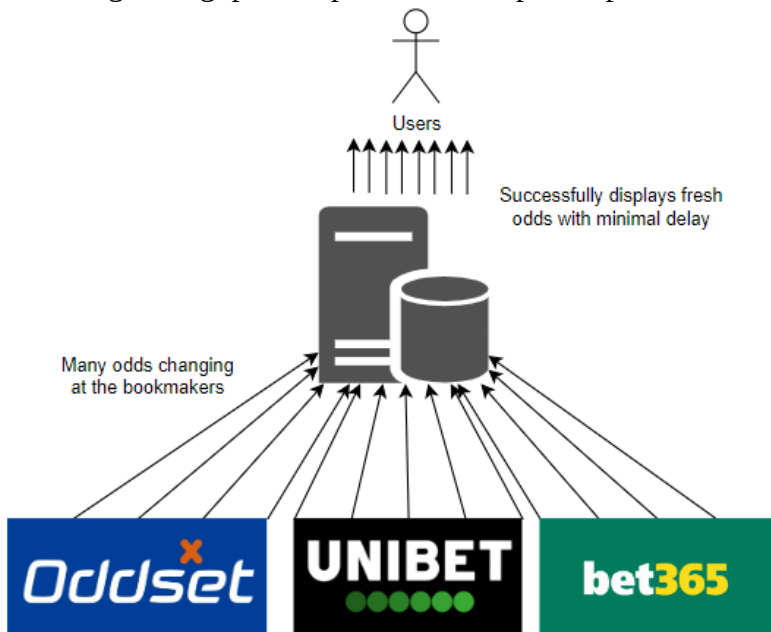 Users
Successfully displays fresh
odds with minimal delay
Many odds changing
at the bookmakers
Oddset
UNIBET
bet365